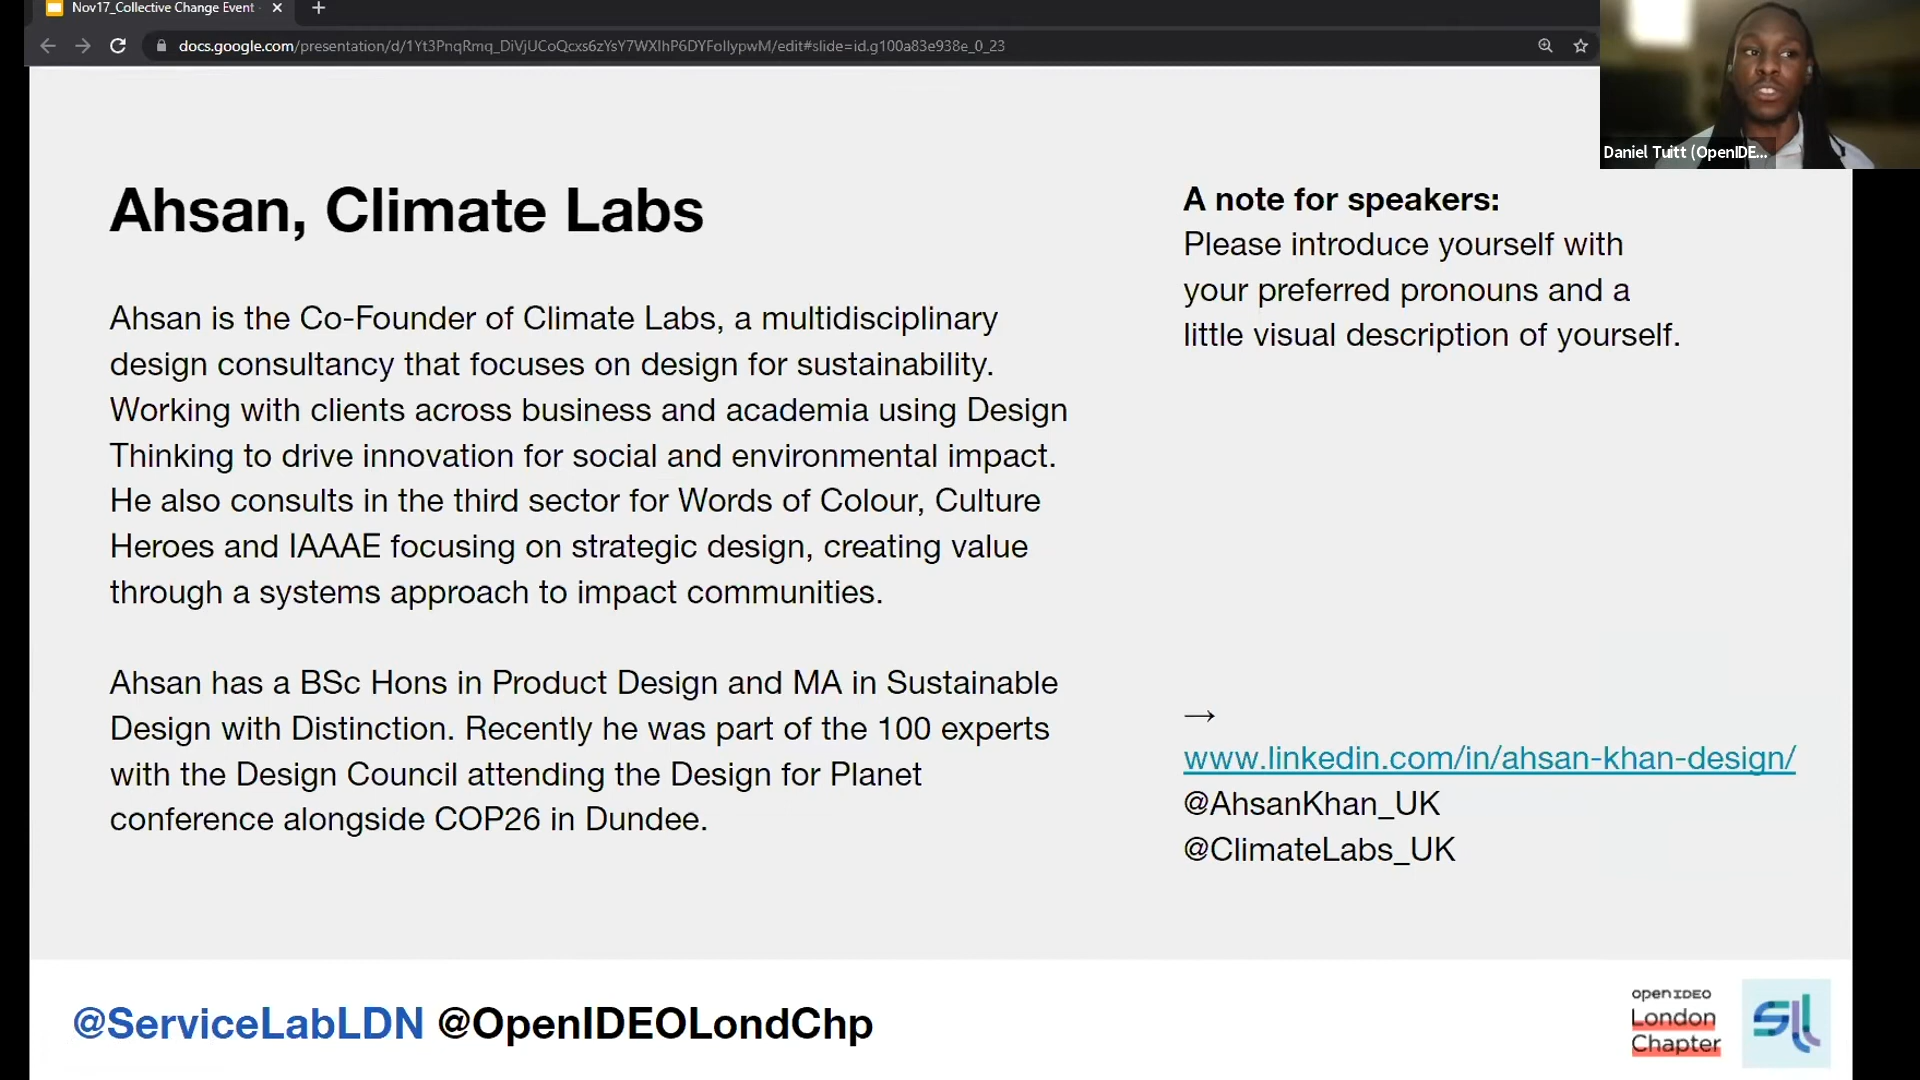 Nov17_Collective Change Event
docs.google.com/presentation/d/1Yt3PnqRmq_DiVjUCoQcxs6zYsY7WXIhP6DYFoIlypwM/edit#slide=id.g100a83e938e_0_23
Daniel Tuitt (OpenIDE...
Ahsan, Climate Labs
Ahsan is the Co-Founder of Climate Labs, a multidisciplinary
design consultancy that focuses on design for sustainability.
Working with clients across business and academia using Design
Thinking to drive innovation for social and environmental impact.
He also consults in the third sector for Words of Colour, Culture
Heroes and IAAAE focusing on strategic design, creating value
through a systems approach to impact communities.
Ahsan has a BSc Hons in Product Design and MA in Sustainable
Design with Distinction. Recently he was part of the 100 experts
with the Design Council attending the Design for Planet
conference alongside COP26 in Dundee.
A note for speakers:
Please introduce yourself with
your preferred pronouns and a
little visual description of yourself.
→
www.linkedin.com/in/ahsan-khan-design/
@AhsanKhan_UK
@ClimateLabs_UK
@ServiceLabLDN @OpenIDEOLondChp
openIDEO
London
Chapter
SLL